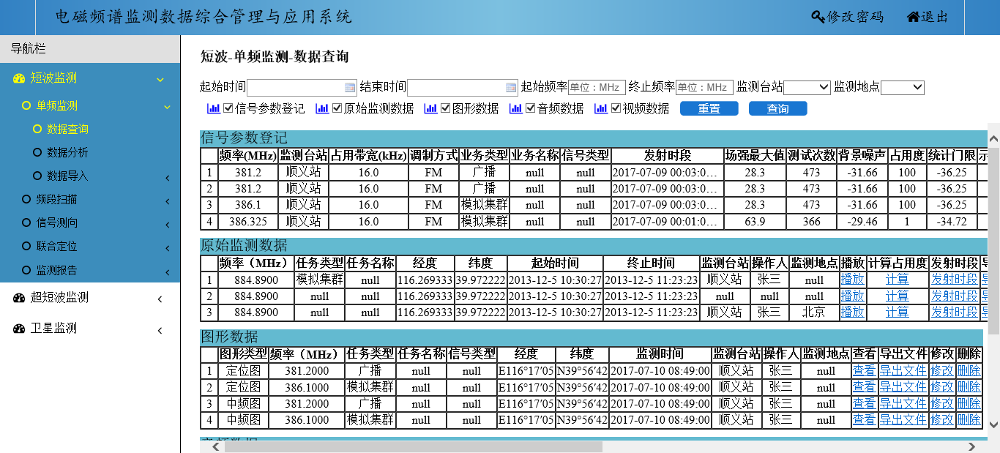 电磁频谱监测数据综合管理与应用系统 修改密码 退出
导航栏
短波监测
单频监测
数据查询
数据分析
数据导入
频段扫描
信号测向
联合定位
监测报告
超短波监测
卫星监测
短波-单频监测-数据查询
起始时间 结束时间 起始频率 单位：MHz 终止频率 单位：MHz 监测台站 监测地点
信号参数登记 原始监测数据 图形数据 音频数据 视频数据 重置 查询
信号参数登记
频率(MHz) 监测台站 占用带宽(kHz) 调制方式 业务类型 业务名称 信号类型 发射时段 场强最大值 测试次数 背景噪声 占用度 统计门限 示
1 381.2 顺义站 16.0 FM 广播 null null 2017-07-09 00:03:0... 28.3 473 -31.66 100 -36.25
2 381.2 顺义站 16.0 FM 广播 null null 2017-07-09 00:03:0... 28.3 473 -31.66 100 -36.25
3 386.1 顺义站 16.0 FM 模拟集群 null null 2017-07-09 00:03:0... 28.3 473 -31.66 100 -36.25
4 386.325 顺义站 16.0 FM 模拟集群 null null 2017-07-09 00:01:0... 63.9 366 -29.46 1 -34.72
原始监测数据
频率（MHz） 任务类型 任务名称 经度 纬度 起始时间 终止时间 监测台站 操作人 监测地点 播放 计算占用度 发射时段
1 884.8900 模拟集群 null 116.269333 39.972222 2013-12-5 10:30:27 2013-12-5 11:23:23 顺义站 张三 null 播放 计算 发射时段
2 884.8900 null null 116.269333 39.972222 2013-12-5 10:30:27 2013-12-5 11:23:23 null null null 播放 计算 发射时段
3 884.8900 null null 116.269333 39.972222 2013-12-5 10:30:27 2013-12-5 11:23:23 顺义站 张三 北京 播放 计算 发射时段
图形数据
图形类型 频率（MHz） 任务类型 任务名称 信号类型 经度 纬度 监测时间 监测台站 操作人 监测地点 查看 导出文件 修改 删除
1 定位图 381.2000 广播 null null E116°17′05 N39°56′42 2017-07-10 08:49:00 顺义站 张三 null 查看 导出文件 修改 删除
2 定位图 386.1000 模拟集群 null null E116°17′05 N39°56′42 2017-07-10 08:49:00 顺义站 张三 null 查看 导出文件 修改 删除
3 中频图 381.2000 广播 null null E116°17′05 N39°56′42 2017-07-10 08:49:00 顺义站 张三 null 查看 导出文件 修改 删除
4 中频图 386.1000 模拟集群 null null E116°17′05 N39°56′42 2017-07-10 08:49:00 顺义站 张三 null 查看 导出文件 修改 删除